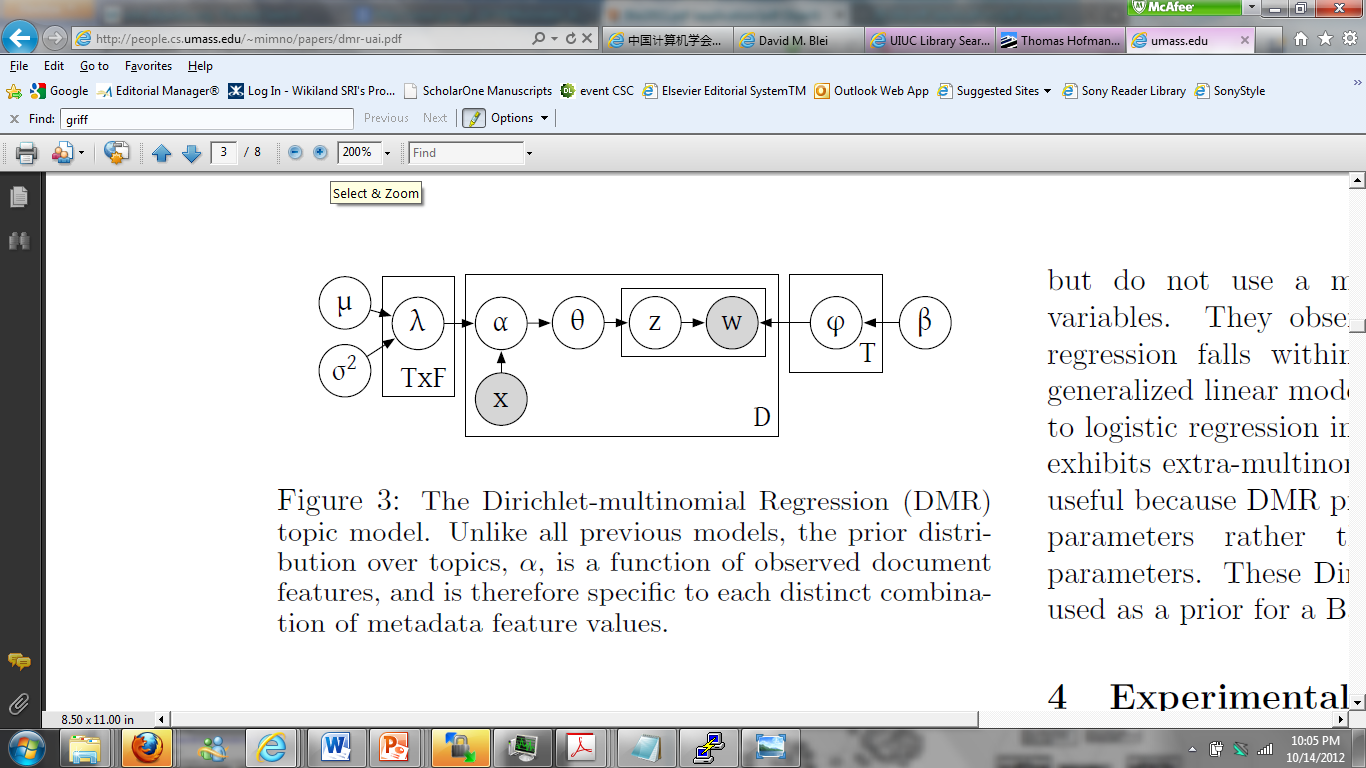 McAfee
http://people.cs.umass.edu/~mimno/papers/dmr-uai.pdf
中国计算机学会...
David M. Blei
UIUC Library Sear...
Thomas Hofman...
umass.edu
File Edit Go to Favorites Help
Google Editorial Manager® Log In - Wikiland SRI's Pro... ScholarOne Manuscripts event CSC Elsevier Editorial SystemTM Outlook Web App Suggested Sites Sony Reader Library SonyStyle
x Find: griff Previous Next Options
3 / 8 200% Find
Select & Zoom
μ
λ
α
θ
z
w
φ
β
σ²
TxF
x
T
D
Figure 3: The Dirichlet-multinomial Regression (DMR)
topic model. Unlike all previous models, the prior distri-
bution over topics, α, is a function of observed document
features, and is therefore specific to each distinct combina-
tion of metadata feature values.
but do not use a m
variables. They obse
regression falls within
generalized linear mode
to logistic regression in
exhibits extra-multinom
useful because DMR p
parameters rather t
parameters. These Di
used as a prior for a B
4 Experimental
8.50 x 11.00 in
10:05 PM
10/14/2012